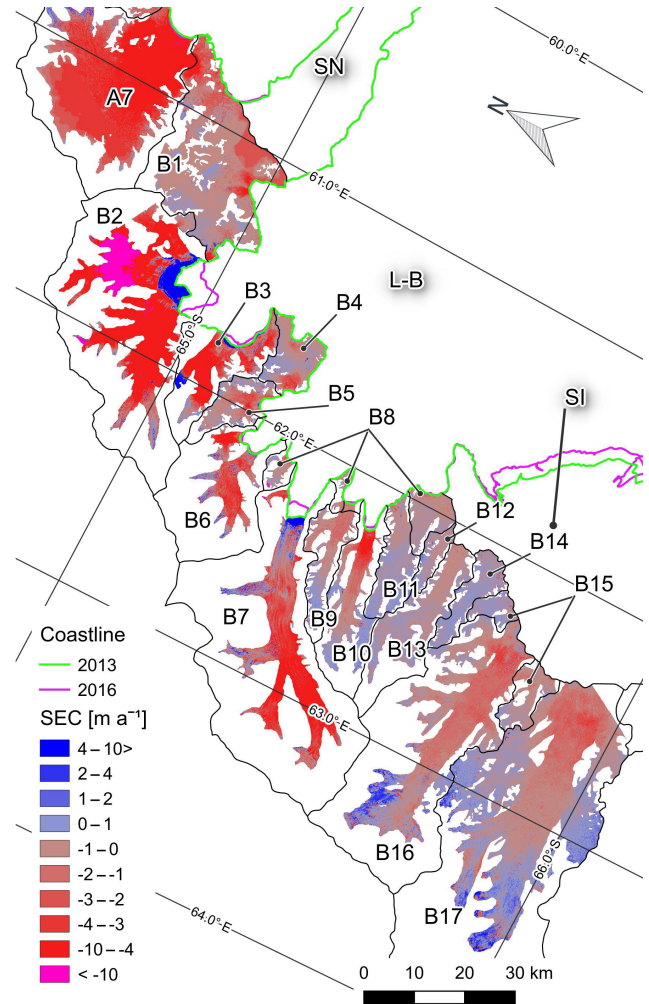 60.0°E
SN
A7
N
B1
61.0°E
B2
L-B
B3
B4
65.0°S
SI
B5
62.0°E
B8
B6
B12
B14
B11
B15
B7
B9
B10
B13
Coastline
2013
2016
SEC [m a⁻¹]
4 – 10>
2 – 4
1 – 2
0 – 1
-1 – 0
-2 – -1
-3 – -2
-4 – -3
-10 – -4
< -10
63.0°E
B16
66.0°S
B17
64.0°E
0 10 20 30 km